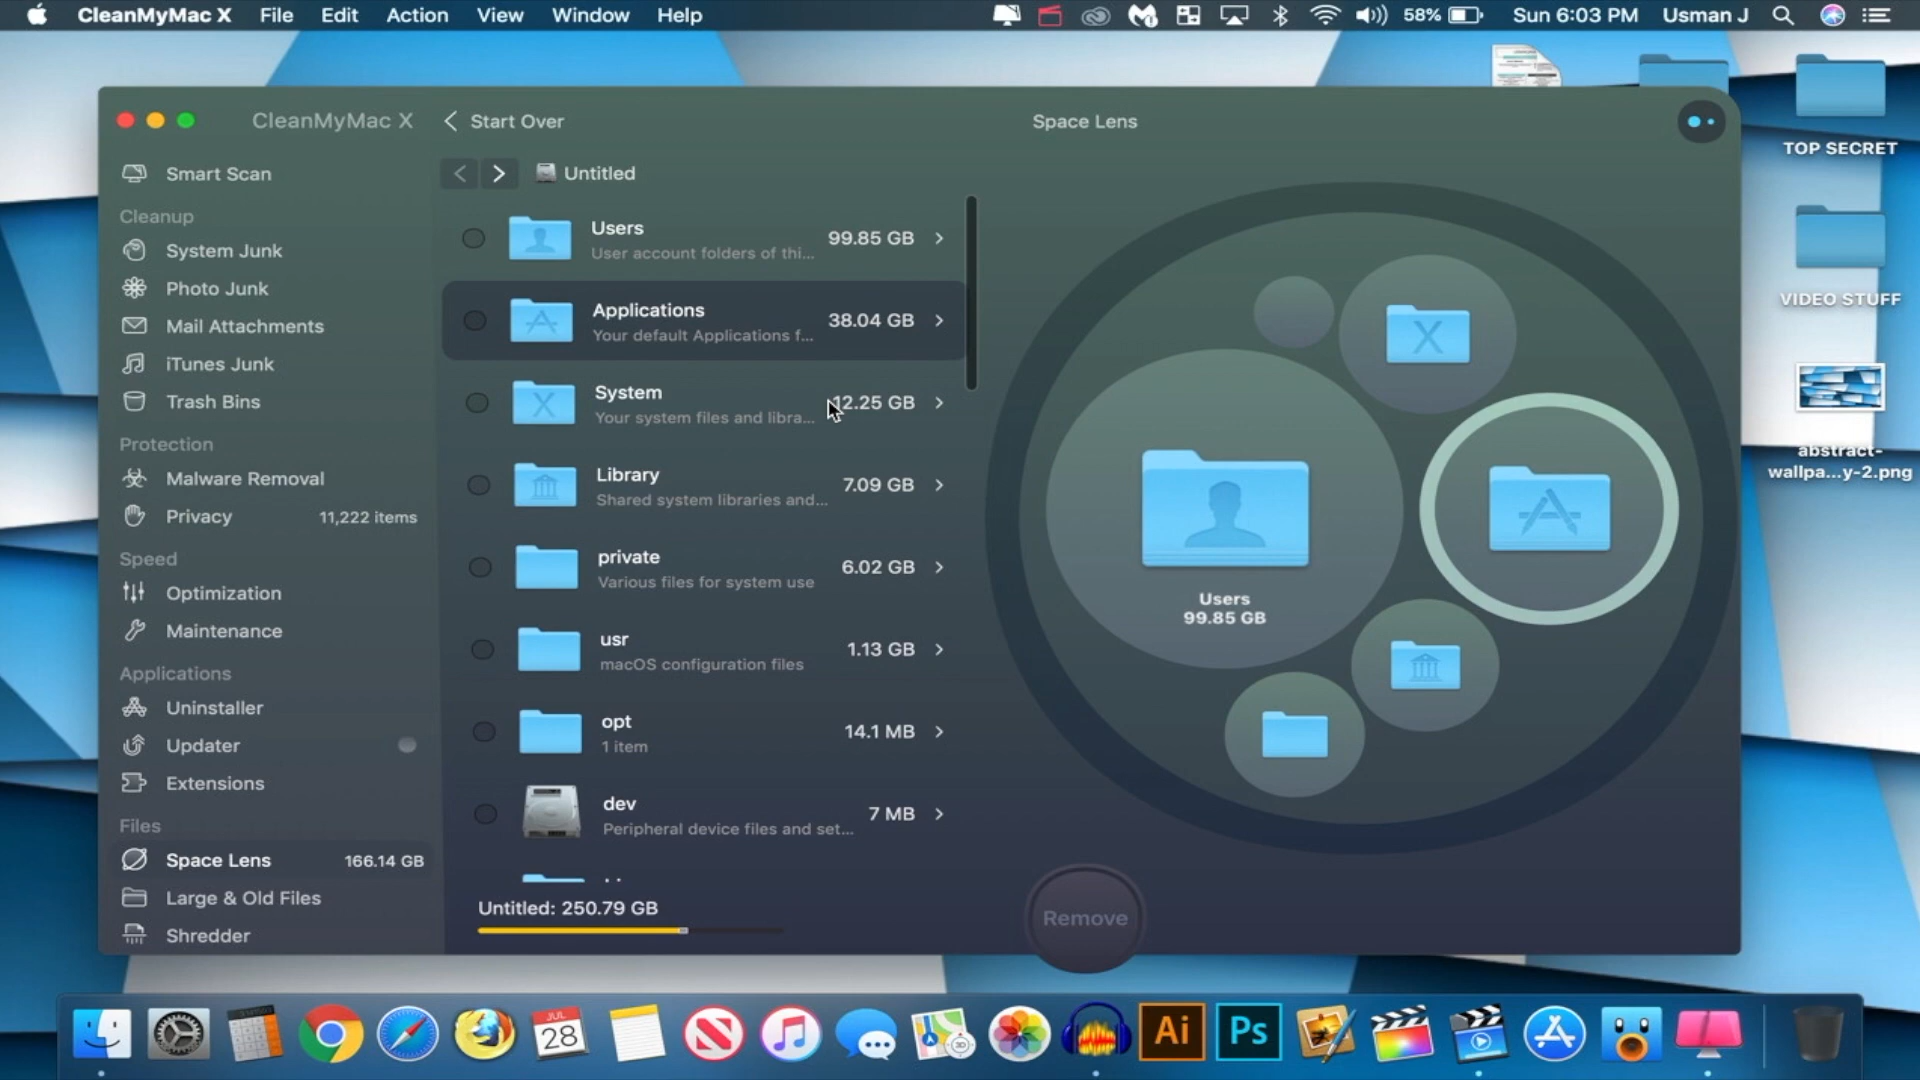 CleanMyMac X File Edit Action View Window Help 58% Sun 6:03 PM Usman J
CleanMyMac X
Start Over
Space Lens
Untitled
Smart Scan
Cleanup
System Junk
Photo Junk
Mail Attachments
iTunes Junk
Trash Bins
Protection
Malware Removal
Privacy 11,222 items
Speed
Optimization
Maintenance
Applications
Uninstaller
Updater
Extensions
Files
Space Lens 166.14 GB
Large & Old Files
Shredder
Users 99.85 GB
User account folders of thi...
Applications 38.04 GB
Your default Applications f...
System 12.25 GB
Your system files and libra...
Library 7.09 GB
Shared system libraries and...
private 6.02 GB
Various files for system use
usr 1.13 GB
macOS configuration files
opt 14.1 MB
1 item
dev 7 MB
Peripheral device files and set...
Untitled: 250.79 GB
X
Users
99.85 GB
Remove
TOP SECRET
VIDEO STUFF
abstract-
wallpa...y-2.png
JUL
28
3D
Ai
Ps